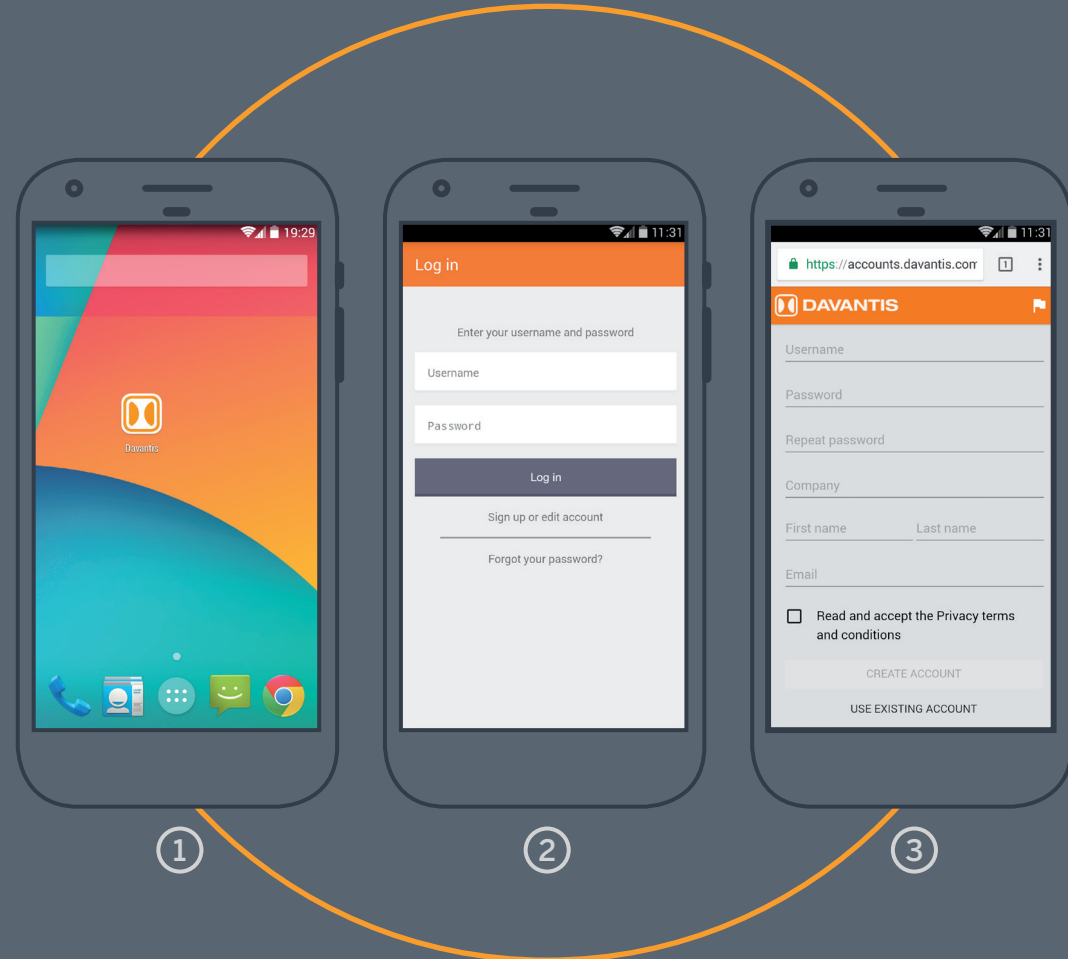 19:29
Davantis
1
11:31
Log in
Enter your username and password
Username
Password
Log in
Sign up or edit account
Forgot your password?
2
11:31
https://accounts.davantis.com
1
DAVANTIS
Username
Password
Repeat password
Company
First name Last name
Email
Read and accept the Privacy terms
and conditions
CREATE ACCOUNT
USE EXISTING ACCOUNT
3